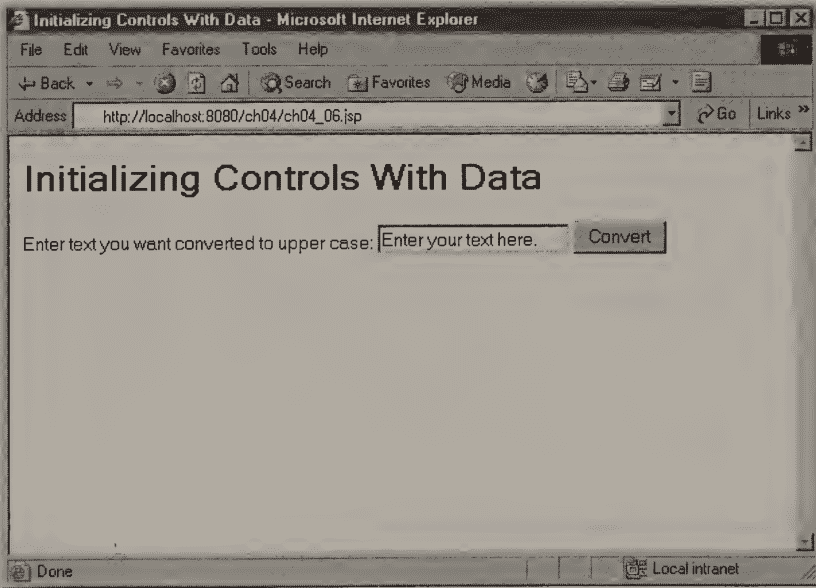 Initializing Controls With Data - Microsoft Internet Explorer
File Edit View Favorites Tools Help
Back Search Favorites Media
Address http://localhost:8080/ch04/ch04_06.jsp Go Links »
Initializing Controls With Data
Enter text you want converted to upper case: Enter your text here. Convert
Done Local intranet